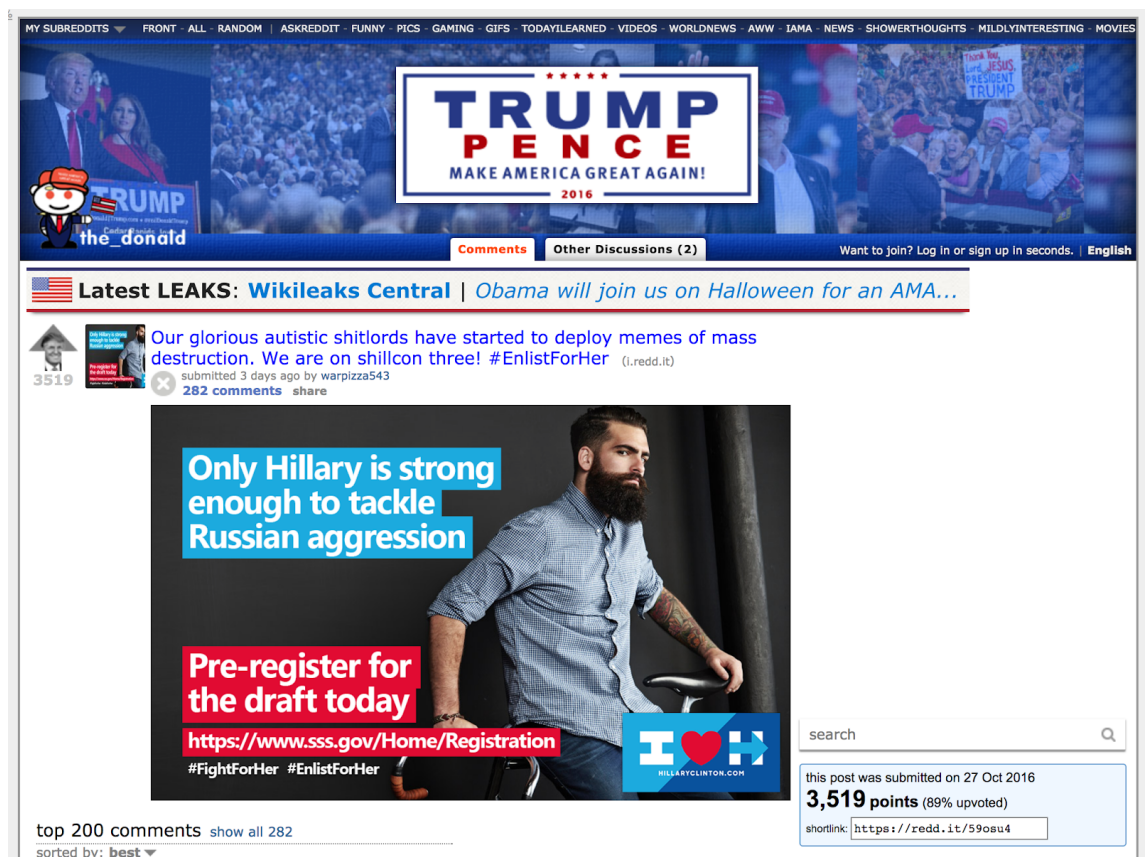 MY SUBREDDITS FRONT - ALL - RANDOM | ASKREDDIT - FUNNY - PICS - GAMING - GIFS - TODAYILEARNED - VIDEOS - WORLDNEWS - AWW - IAMA - NEWS - SHOWERTHOUGHTS - MILDLYINTERESTING - MOVIES
Thank You,
Lord JESUS,
PRESIDENT
TRUMP
TRUMP
PENCE
MAKE AMERICA GREAT AGAIN!
2016
TRUMP
the_donald
Comments Other Discussions (2) Want to join? Log in or sign up in seconds. | English
Latest LEAKS: Wikileaks Central | Obama will join us on Halloween for an AMA...
Our glorious autistic shitlords have started to deploy memes of mass
destruction. We are on shillcon three! #EnlistForHer (i.redd.it)
3519
submitted 3 days ago by warpizza543
282 comments share
Only Hillary is strong
enough to tackle
Russian aggression
Pre-register for
the draft today
https://www.sss.gov/Home/Registration
#FightForHer #EnlistForHer
I H
HILLARYCLINTON.COM
search
this post was submitted on 27 Oct 2016
3,519 points (89% upvoted)
shortlink: https://redd.it/59osu4
top 200 comments show all 282
sorted by: best